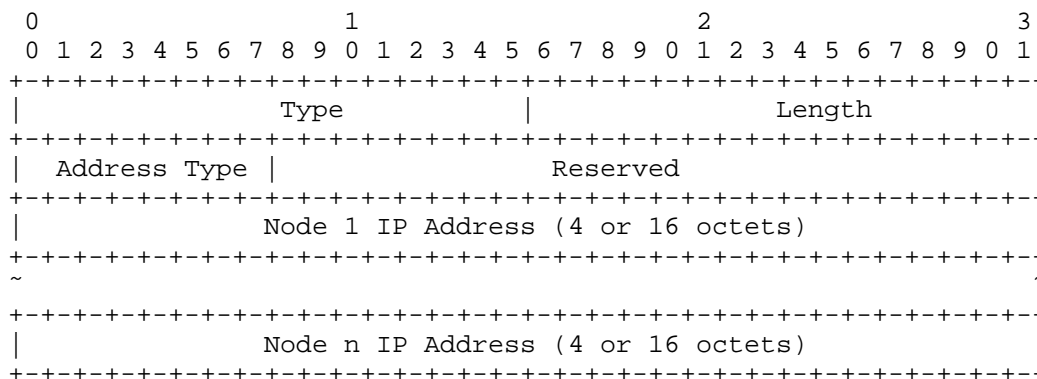 0                   1                   2                   3
 0 1 2 3 4 5 6 7 8 9 0 1 2 3 4 5 6 7 8 9 0 1 2 3 4 5 6 7 8 9 0 1
+-+-+-+-+-+-+-+-+-+-+-+-+-+-+-+-+-+-+-+-+-+-+-+-+-+-+-+-+-+-+-+--
|                Type           |               Length
+-+-+-+-+-+-+-+-+-+-+-+-+-+-+-+-+-+-+-+-+-+-+-+-+-+-+-+-+-+-+-+--
|  Address Type |                 Reserved
+-+-+-+-+-+-+-+-+-+-+-+-+-+-+-+-+-+-+-+-+-+-+-+-+-+-+-+-+-+-+-+--
|               Node 1 IP Address (4 or 16 octets)
+-+-+-+-+-+-+-+-+-+-+-+-+-+-+-+-+-+-+-+-+-+-+-+-+-+-+-+-+-+-+-+--
~                                                               ~
+-+-+-+-+-+-+-+-+-+-+-+-+-+-+-+-+-+-+-+-+-+-+-+-+-+-+-+-+-+-+-+--
|               Node n IP Address (4 or 16 octets)
+-+-+-+-+-+-+-+-+-+-+-+-+-+-+-+-+-+-+-+-+-+-+-+-+-+-+-+-+-+-+-+--